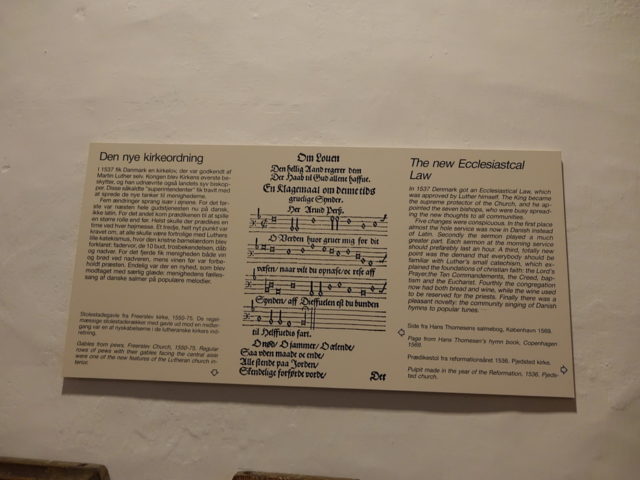 Den nye kirkeordning
I 1537 fik Danmark en kirkelov, der var godkendt af
Martin Luther selv. Kongen blev Kirkens øverste be-
skytter, og han udnævnte også landets syv biskop-
per. Disse såkaldte "superintendenter" fik travlt med
at sprede de nye tanker til menighederne.
Fem ændringer sprang især i øjnene. For det før-
ste var næsten hele gudstjenesten nu på dansk,
ikke latin. For det andet kom prædikenen til at spille
en større rolle end før. Helst skulle der prædikes en
time ved hver højmesse. Et tredje, helt nyt punkt var
kravet om, at alle skulle være fortrolige med Luthers
lille katekismus, hvor den kristne børnelærdom blev
forklaret: fadervor, de 10 bud, trosbekendelsen, dåb
og nadver. For det fjerde fik menigheden både vin
og brød ved nadveren, mens vinen før var forbe-
holdt præsten. Endelig var der en nyhed, som blev
modtaget med særlig glæde: menighedens fælles-
sang af danske salmer på populære melodier.
Stolestadegavle fra Freerslev kirke, 1550-75. De regel-
mæssige stolestaderækker med gavle ud mod en midter-
gang var et af nyskabelserne i de lutheranske kirkers ind-
retning.
Gables from pews, Freerslev Church, 1550-75. Regular
rows of pews with their gables facing the central aisle
were one of the new features of the Lutheran church in-
terior.
Om Louen
Den hellig Aand regerer dem
Der Haab til Gud allene haffue.
En Klagemaal om denne tids
gruelige Synder.
Her Arnd Perß.
O Verden huor gruer mig for dit
væsen/ naar vilt du opuaffe/oc resse aff
Synden/ aff Dieffuelen est du bunden
til Helffuedis fart.
O nød/ O jammer/ O ælende/
Saa vden maade oc ende/
Alle stende paa Jorden/
Skendelige forførde vorde/
Det
The new Ecclesiastcal
Law
In 1537 Denmark got an Ecclesiastical Law, which
was approved by Luther himself. The King became
the supreme protector of the Church, and he ap-
pointed the seven bishops, who were busy spread-
ing the new thoughts to all communities.
Five changes were conspicuous. In the first place
almost the hole service was now in Danish instead
of Latin. Secondly the sermon played a much
greater part. Each sermon at the morning service
should preferably last an hour. A third, totally new
point was the demand that everybody should be
familiar with Luther's small catechism, which ex-
plained the foundations of christian faith: the Lord's
Prayer, the Tan Commandements, the Creed, bap-
tism and the Eucharist. Fourthly the congregation
now had both bread and wine, while the wine used
to be reserved for the priests. Finally there was a
pleasant novelty: the community singing of Danish
hymns to popular tunes.
Side fra Hans Thomesens salmebog, København 1569.
Page from Hans Thomesen's hymn book, Copenhagen
1569.
Prædikestol fra reformationsåret, 1536. Pjedsted kirke.
Pulpit made in the year of the Reformation, 1536. Pjeds-
ted church.